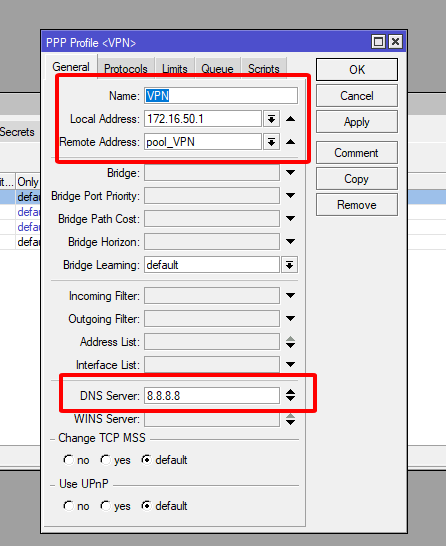 PPP Profile <VPN>
General Protocols Limits Queue Scripts
Name: VPN
Local Address: 172.16.50.1
Remote Address: pool_VPN
Bridge:
Bridge Port Priority:
Bridge Path Cost:
Bridge Horizon:
Bridge Learning: default
Incoming Filter:
Outgoing Filter:
Address List:
Interface List:
DNS Server: 8.8.8.8
WINS Server:
Change TCP MSS
no yes default
Use UPnP
no yes default
OK
Cancel
Apply
Comment
Copy
Remove
Secrets
it... Only
defa
defau
defau
defa